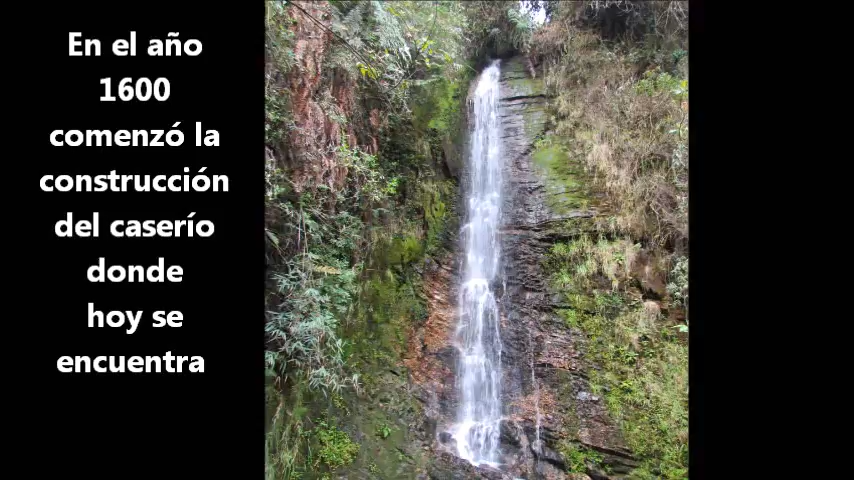 En el año
1600
comenzó la
construcción
del caserío
donde
hoy se
encuentra